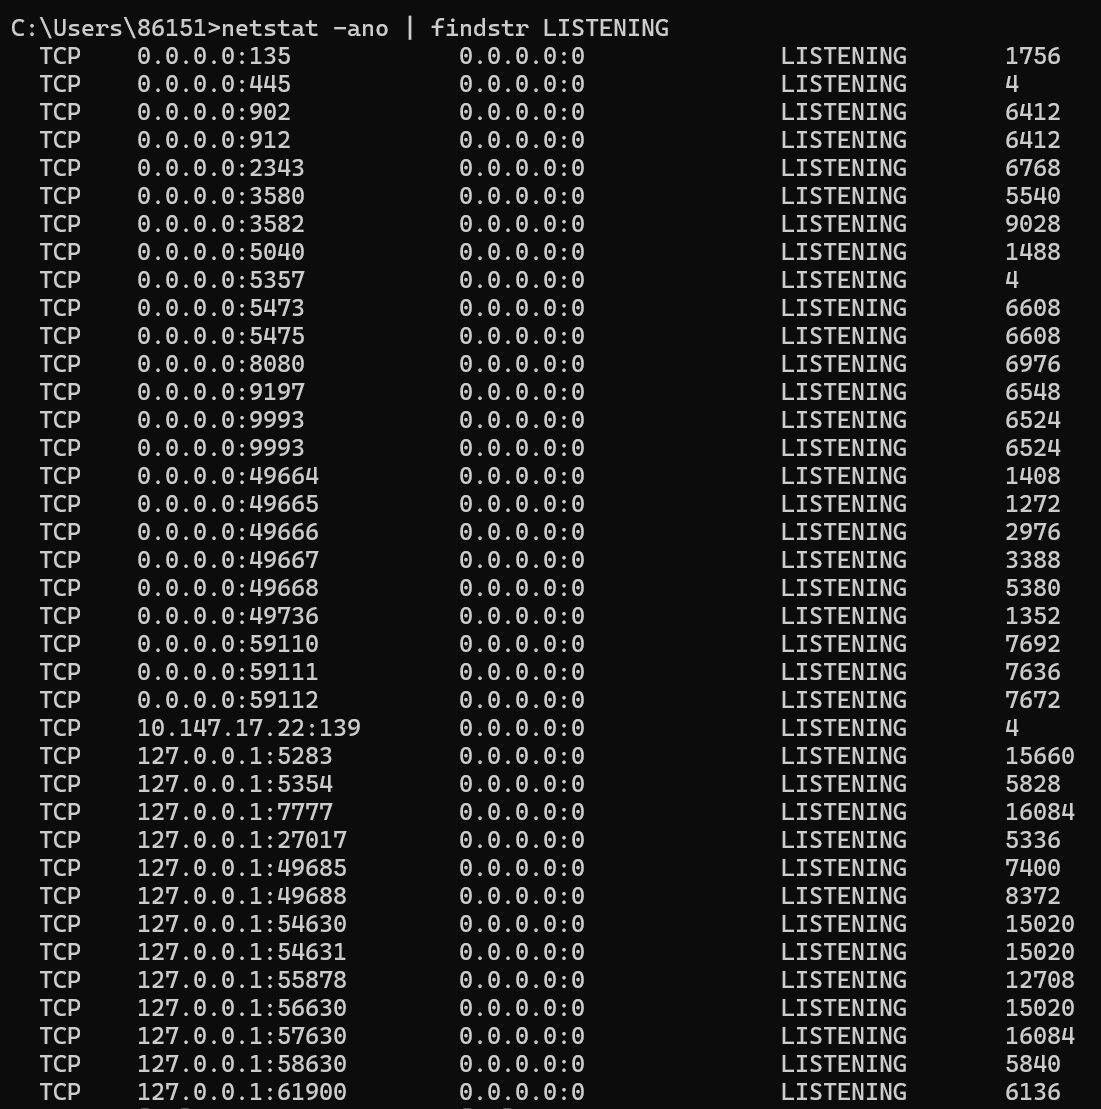 C:\Users\86151>netstat -ano | findstr LISTENING
TCP 0.0.0.0:135 0.0.0.0:0 LISTENING 1756
TCP 0.0.0.0:445 0.0.0.0:0 LISTENING 4
TCP 0.0.0.0:902 0.0.0.0:0 LISTENING 6412
TCP 0.0.0.0:912 0.0.0.0:0 LISTENING 6412
TCP 0.0.0.0:2343 0.0.0.0:0 LISTENING 6768
TCP 0.0.0.0:3580 0.0.0.0:0 LISTENING 5540
TCP 0.0.0.0:3582 0.0.0.0:0 LISTENING 9028
TCP 0.0.0.0:5040 0.0.0.0:0 LISTENING 1488
TCP 0.0.0.0:5357 0.0.0.0:0 LISTENING 4
TCP 0.0.0.0:5473 0.0.0.0:0 LISTENING 6608
TCP 0.0.0.0:5475 0.0.0.0:0 LISTENING 6608
TCP 0.0.0.0:8080 0.0.0.0:0 LISTENING 6976
TCP 0.0.0.0:9197 0.0.0.0:0 LISTENING 6548
TCP 0.0.0.0:9993 0.0.0.0:0 LISTENING 6524
TCP 0.0.0.0:9993 0.0.0.0:0 LISTENING 6524
TCP 0.0.0.0:49664 0.0.0.0:0 LISTENING 1408
TCP 0.0.0.0:49665 0.0.0.0:0 LISTENING 1272
TCP 0.0.0.0:49666 0.0.0.0:0 LISTENING 2976
TCP 0.0.0.0:49667 0.0.0.0:0 LISTENING 3388
TCP 0.0.0.0:49668 0.0.0.0:0 LISTENING 5380
TCP 0.0.0.0:49736 0.0.0.0:0 LISTENING 1352
TCP 0.0.0.0:59110 0.0.0.0:0 LISTENING 7692
TCP 0.0.0.0:59111 0.0.0.0:0 LISTENING 7636
TCP 0.0.0.0:59112 0.0.0.0:0 LISTENING 7672
TCP 10.147.17.22:139 0.0.0.0:0 LISTENING 4
TCP 127.0.0.1:5283 0.0.0.0:0 LISTENING 15660
TCP 127.0.0.1:5354 0.0.0.0:0 LISTENING 5828
TCP 127.0.0.1:7777 0.0.0.0:0 LISTENING 16084
TCP 127.0.0.1:27017 0.0.0.0:0 LISTENING 5336
TCP 127.0.0.1:49685 0.0.0.0:0 LISTENING 7400
TCP 127.0.0.1:49688 0.0.0.0:0 LISTENING 8372
TCP 127.0.0.1:54630 0.0.0.0:0 LISTENING 15020
TCP 127.0.0.1:54631 0.0.0.0:0 LISTENING 15020
TCP 127.0.0.1:55878 0.0.0.0:0 LISTENING 12708
TCP 127.0.0.1:56630 0.0.0.0:0 LISTENING 15020
TCP 127.0.0.1:57630 0.0.0.0:0 LISTENING 16084
TCP 127.0.0.1:58630 0.0.0.0:0 LISTENING 5840
TCP 127.0.0.1:61900 0.0.0.0:0 LISTENING 6136